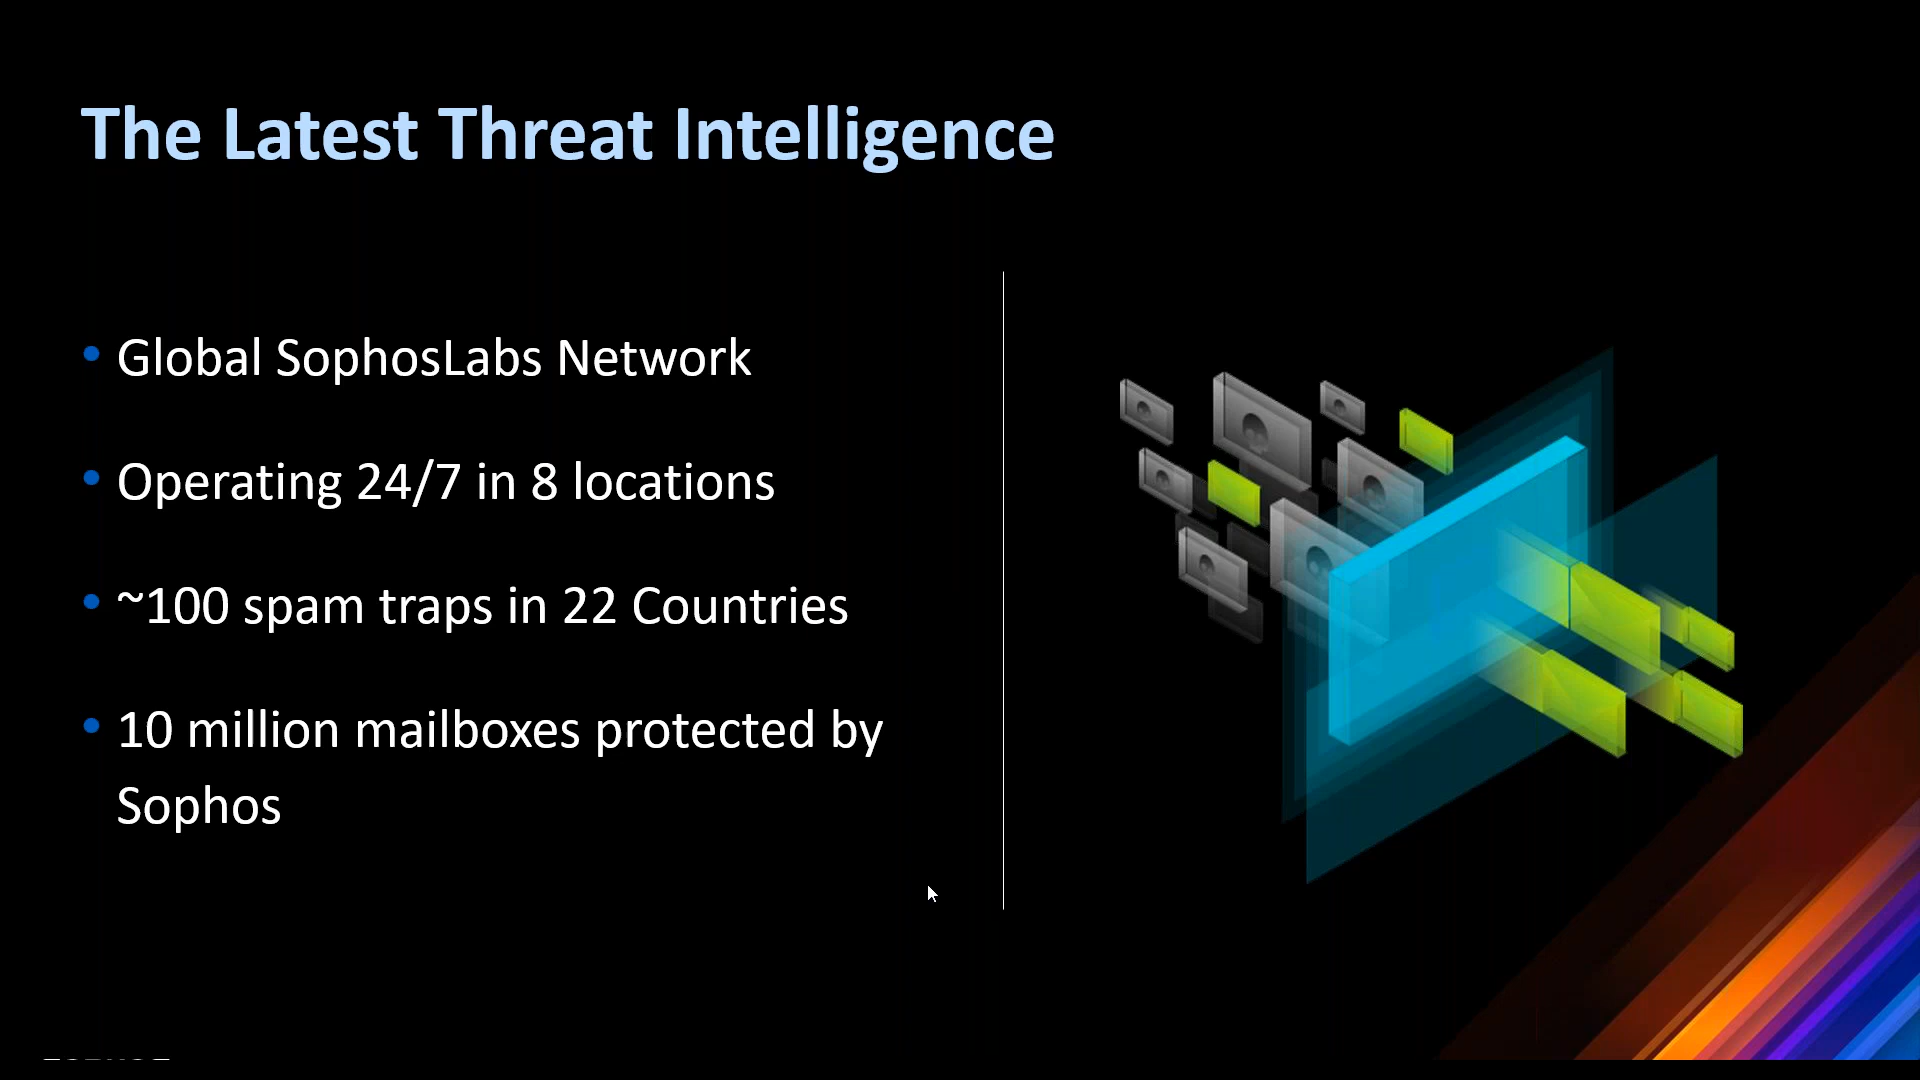 The Latest Threat Intelligence
• Global SophosLabs Network
• Operating 24/7 in 8 locations
• ~100 spam traps in 22 Countries
• 10 million mailboxes protected by
Sophos